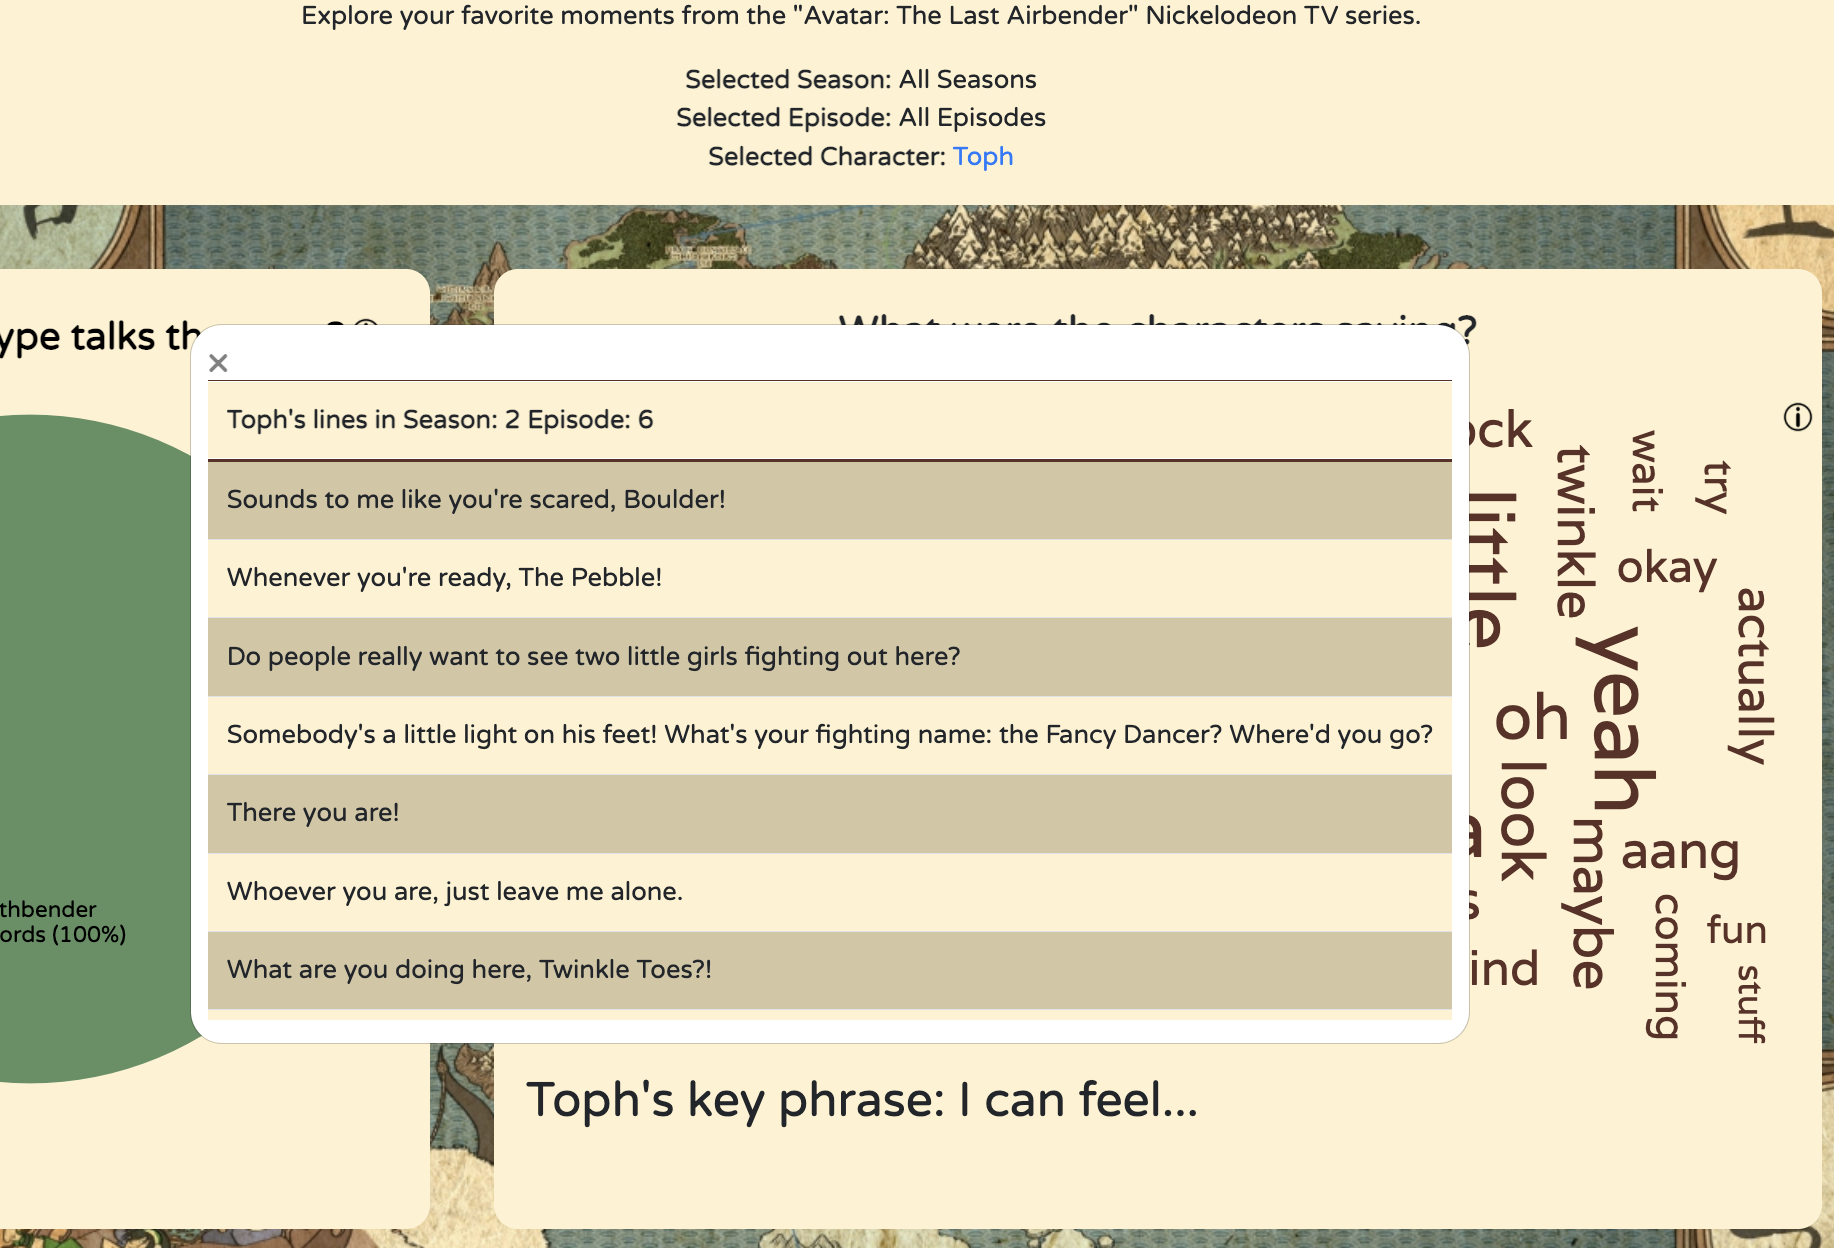 Explore your favorite moments from the "Avatar: The Last Airbender" Nickelodeon TV series.
Selected Season: All Seasons
Selected Episode: All Episodes
Selected Character: Toph
ype talks th
What were the characters saying?
×
Toph's lines in Season: 2 Episode: 6
Sounds to me like you're scared, Boulder!
Whenever you're ready, The Pebble!
Do people really want to see two little girls fighting out here?
Somebody's a little light on his feet! What's your fighting name: the Fancy Dancer? Where'd you go?
There you are!
Whoever you are, just leave me alone.
What are you doing here, Twinkle Toes?!
ock
wait
try
twinkle
little
okay
actually
yeah
oh
look
maybe
aang
coming
fun
ind
stuff
thbender
ords (100%)
Toph's key phrase: I can feel...